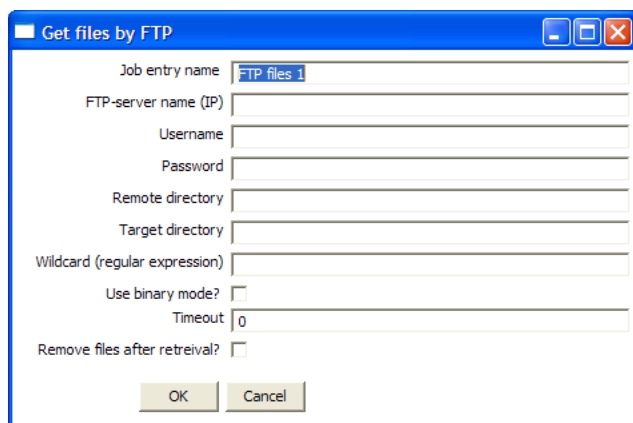 Get files by FTP
Job entry name FTP files 1
FTP-server name (IP)
Username
Password
Remote directory
Target directory
Wildcard (regular expression)
Use binary mode?
Timeout 0
Remove files after retreival?
OK Cancel